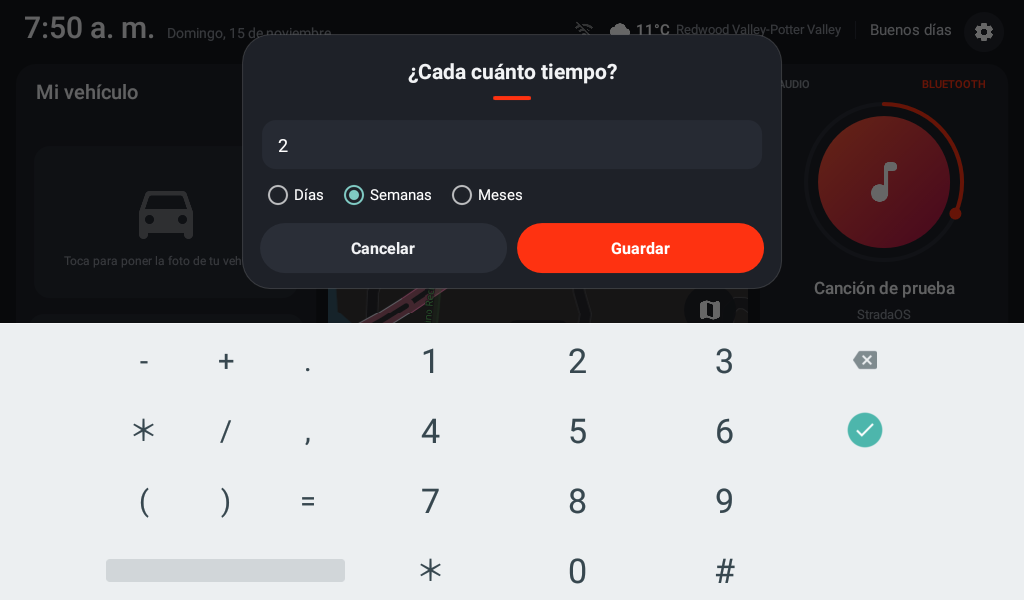 7:50 a. m. Domingo, 15 de noviembre 11°C Redwood Valley-Potter Valley Buenos días
Mi vehículo
Toca para poner la foto de tu veh
¿Cada cuánto tiempo?
2
Días Semanas Meses
Cancelar Guardar
AUDIO BLUETOOTH
Canción de prueba
StradaOS
- + . 1 2 3
* / , 4 5 6
( ) = 7 8 9
* 0 #